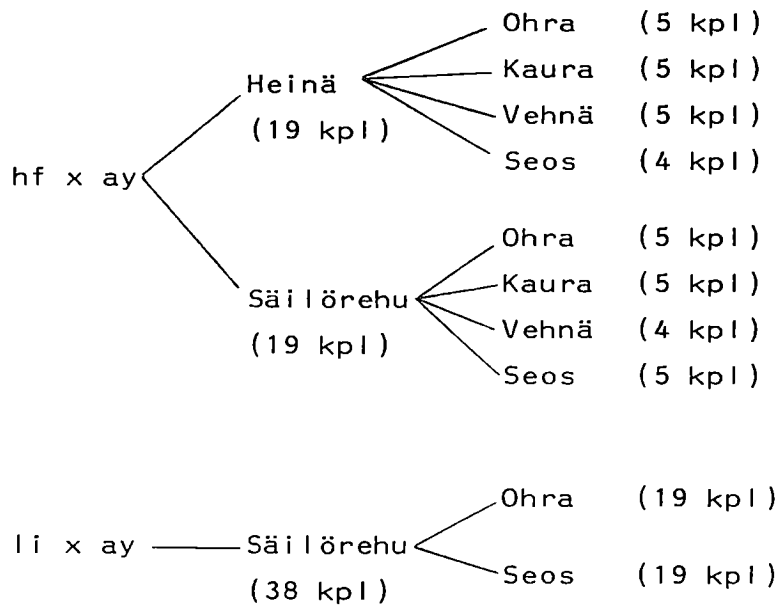 Ohra (5 kpl)
Heinä Kaura (5 kpl)
(19 kpl) Vehnä (5 kpl)
Seos (4 kpl)
hf x ay
Ohra (5 kpl)
Säilörehu Kaura (5 kpl)
(19 kpl) Vehnä (4 kpl)
Seos (5 kpl)
Ohra (19 kpl)
li x ay Säilörehu
(38 kpl) Seos (19 kpl)